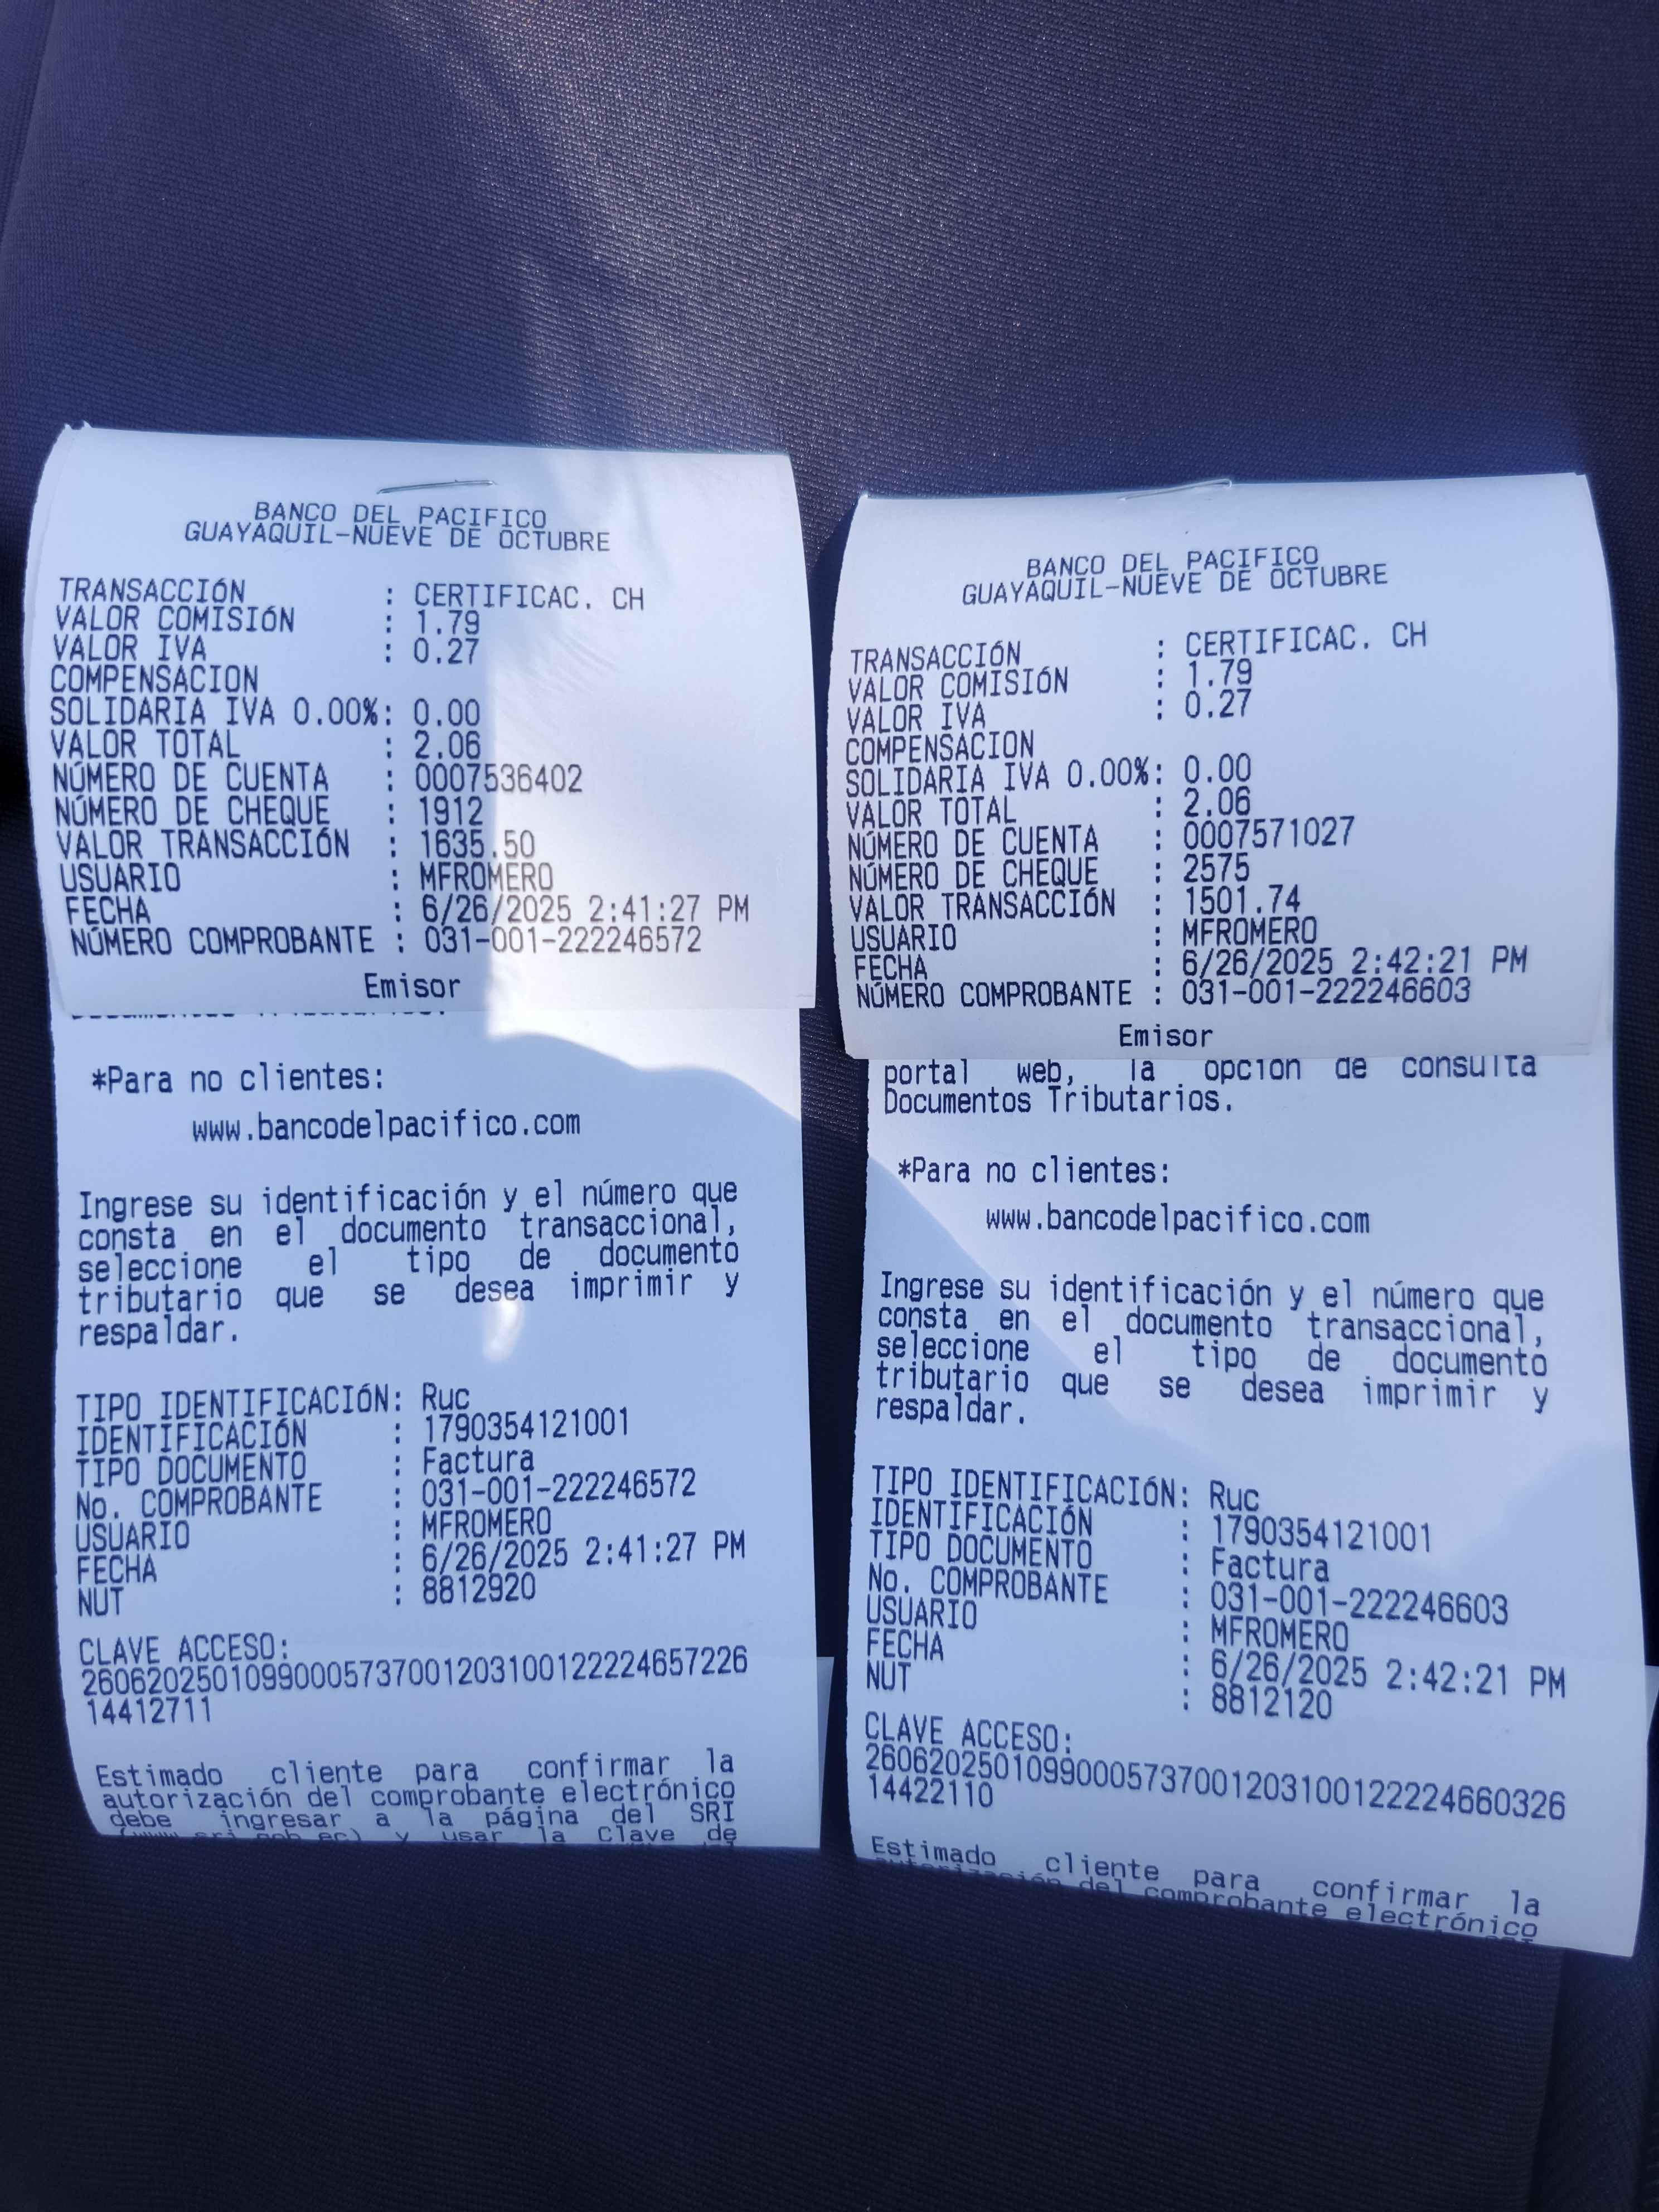 BANCO DEL PACIFICO
GUAYAQUIL-NUEVE DE OCTUBRE
TRANSACCIÓN : CERTIFICAC. CH
VALOR COMISIÓN : 1.79
VALOR IVA : 0.27
COMPENSACION
SOLIDARIA IVA 0.00%: 0.00
VALOR TOTAL : 2.06
NÚMERO DE CUENTA : 0007536402
NÚMERO DE CHEQUE : 1912
VALOR TRANSACCIÓN : 1635.50
USUARIO : MFROMERO
FECHA : 6/26/2025 2:41:27 PM
NÚMERO COMPROBANTE : 031-001-222246572
Emisor
*Para no clientes:
www.bancodelpacifico.com
Ingrese su identificación y el número que
consta en el documento transaccional,
seleccione el tipo de documento
tributario que se desea imprimir y
respaldar.
TIPO IDENTIFICACIÓN: Ruc
IDENTIFICACIÓN : 1790354121001
TIPO DOCUMENTO : Factura
No. COMPROBANTE : 031-001-222246572
USUARIO : MFROMERO
FECHA : 6/26/2025 2:41:27 PM
NUT : 8812920
CLAVE ACCESO:
26062025010990005737001203100122224657226
14412711
Estimado cliente para confirmar la
autorización del comprobante electrónico
debe ingresar a la página del SRI
y usar la Clave de
BANCO DEL PACIFICO
GUAYAQUIL-NUEVE DE OCTUBRE
TRANSACCIÓN : CERTIFICAC. CH
VALOR COMISIÓN : 1.79
VALOR IVA : 0.27
COMPENSACION
SOLIDARIA IVA 0.00%: 0.00
VALOR TOTAL : 2.06
NÚMERO DE CUENTA : 0007571027
NÚMERO DE CHEQUE : 2575
VALOR TRANSACCIÓN : 1501.74
USUARIO : MFROMERO
FECHA : 6/26/2025 2:42:21 PM
NÚMERO COMPROBANTE : 031-001-222246603
Emisor
portal web, la opción de consulta
Documentos Tributarios.
*Para no clientes:
www.bancodelpacifico.com
Ingrese su identificación y el número que
consta en el documento transaccional,
seleccione el tipo de documento
tributario que se desea imprimir y
respaldar.
TIPO IDENTIFICACIÓN: Ruc
IDENTIFICACIÓN : 1790354121001
TIPO DOCUMENTO : Factura
No. COMPROBANTE : 031-001-222246603
USUARIO : MFROMERO
FECHA : 6/26/2025 2:42:21 PM
NUT : 8812120
CLAVE ACCESO:
26062025010990005737001203100122224660326
14422110
Estimado cliente para confirmar la
del comprobante electrónico